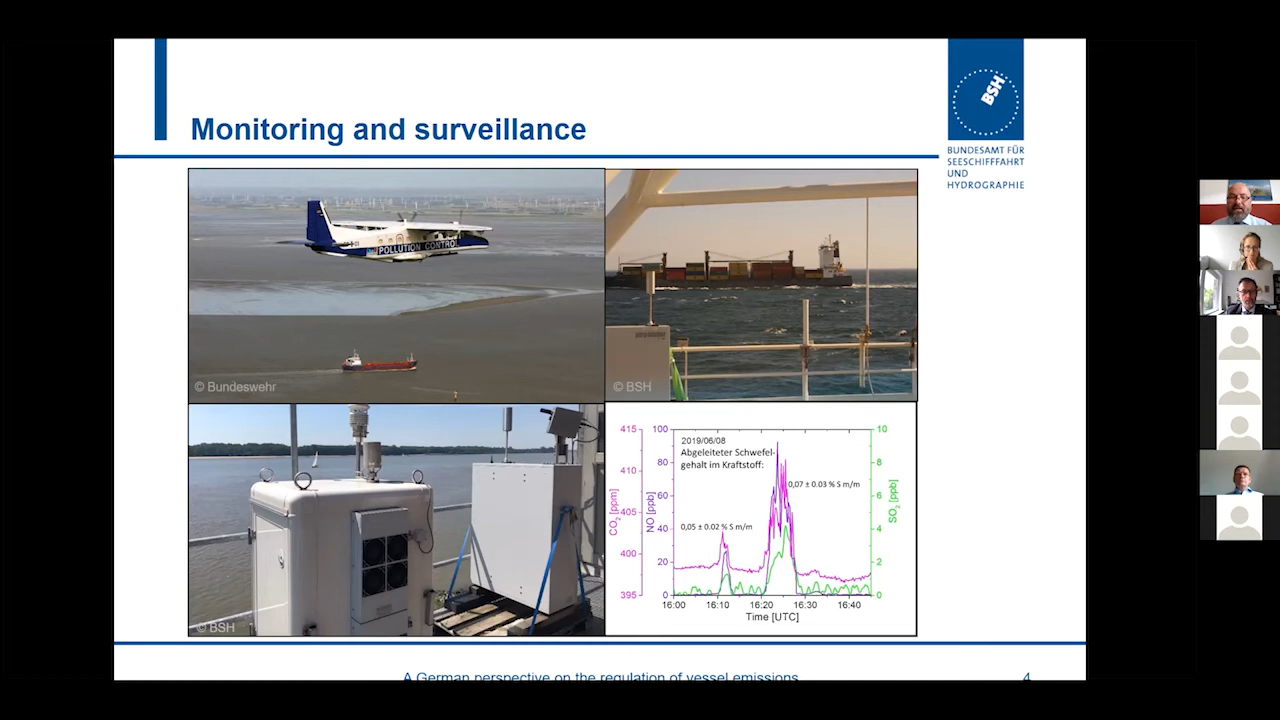 Monitoring and surveillance
BSH
BUNDESAMT FÜR
SEESCHIFFFAHRT
UND
HYDROGRAPHIE
POLLUTION CONTROL
© Bundeswehr
© BSH
© BSH
2019/06/08
Abgeleiteter Schwefel-
gehalt im Kraftstoff:
0,07 ± 0.03 % S m/m
0,05 ± 0.02 % S m/m
415
410
405
400
395
CO2 [ppm]
100
80
60
40
20
0
NO [ppb]
10
8
6
4
2
0
SO2 [ppb]
16:00 16:10 16:20 16:30 16:40
Time [UTC]
A German perspective on the regulation of vessel emissions
4